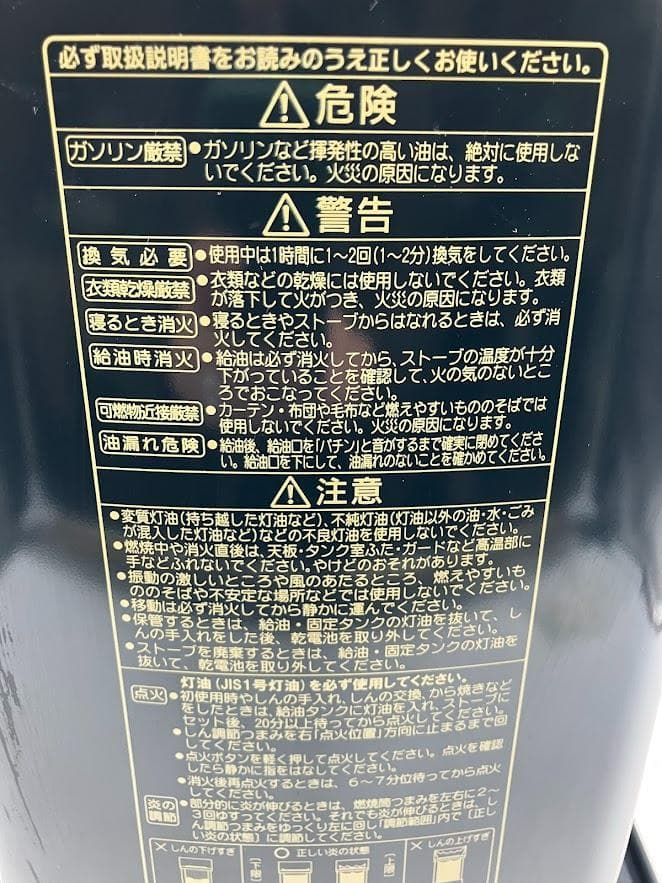 必ず取扱説明書をお読みのうえ正しくお使いください。
⚠危険
ガソリン厳禁 ●ガソリンなど揮発性の高い油は、絶対に使用しな
いでください。火災の原因になります。
⚠警告
換気必要 ●使用中は1時間に1〜2回(1〜2分)換気をしてください。
衣類乾燥厳禁 ●衣類などの乾燥には使用しないでください。衣類
が落下して火がつき、火災の原因になります。
寝るとき消火 ●寝るときやストーブからはなれるときは、必ず消
火してください。
給油時消火 ●給油は必ず消火してから、ストーブの温度が十分
下がっていることを確認して、火の気のないとこ
ろでおこなってください。
可燃物近接厳禁 ●カーテン・布団や毛布など燃えやすいもののそばでは
使用しないでください。火災の原因になります。
油漏れ危険 ●給油後、給油口を「パチン」と音がするまで確実に閉めてくださ
い。給油口を下にして、油漏れのないことを確かめてください。
⚠注意
●変質灯油(持ち越した灯油など)、不純灯油(灯油以外の油・水・ごみ
が混入した灯油など)などの不良灯油を使用しないでください。
●燃焼中や消火直後は、天板・タンク室ふた・ガードなど高温部に
手などふれないでください。やけどのおそれがあります。
●振動の激しいところや風のあたるところ、燃えやすいも
ののそばや不安定な場所などでは使用しないでください。
●移動は必ず消火してから静かに運んでください。
●保管するときは、給油・固定タンクの灯油を抜いて、し
んの手入れをした後、乾電池を取り外してください。
●ストーブを廃棄するときは、給油・固定タンクの灯油を
抜いて、乾電池を取り外してください。
灯油(JIS1号灯油)を必ず使用してください。
点火 ●初使用時やしんの手入れ、しんの交換、から焼きなど
をしたときは、給油タンクに灯油を入れ、ストーブに
セット後、20分以上待ってから点火してください。
●しん調節つまみを右「点火位置」方向に止まるまで回
してください。
●点火ボタンを軽く押して点火してください。点火を確認
したら静かに指をはなしてください。
●消火後再点火するときは、6〜7分位待ってから点火
してください。
炎の調節 ●部分的に炎が伸びるときは、燃焼筒つまみを左右に2〜
3回ゆすってください。それでも炎が伸びるときは、し
ん調節つまみをゆっくり左に回し「調節範囲」内で〔正し
い炎の状態〕に調節してください。
×しんの下げすぎ 〔下限〕 ○正しい炎の状態 〔上限〕 ×しんの上げすぎ